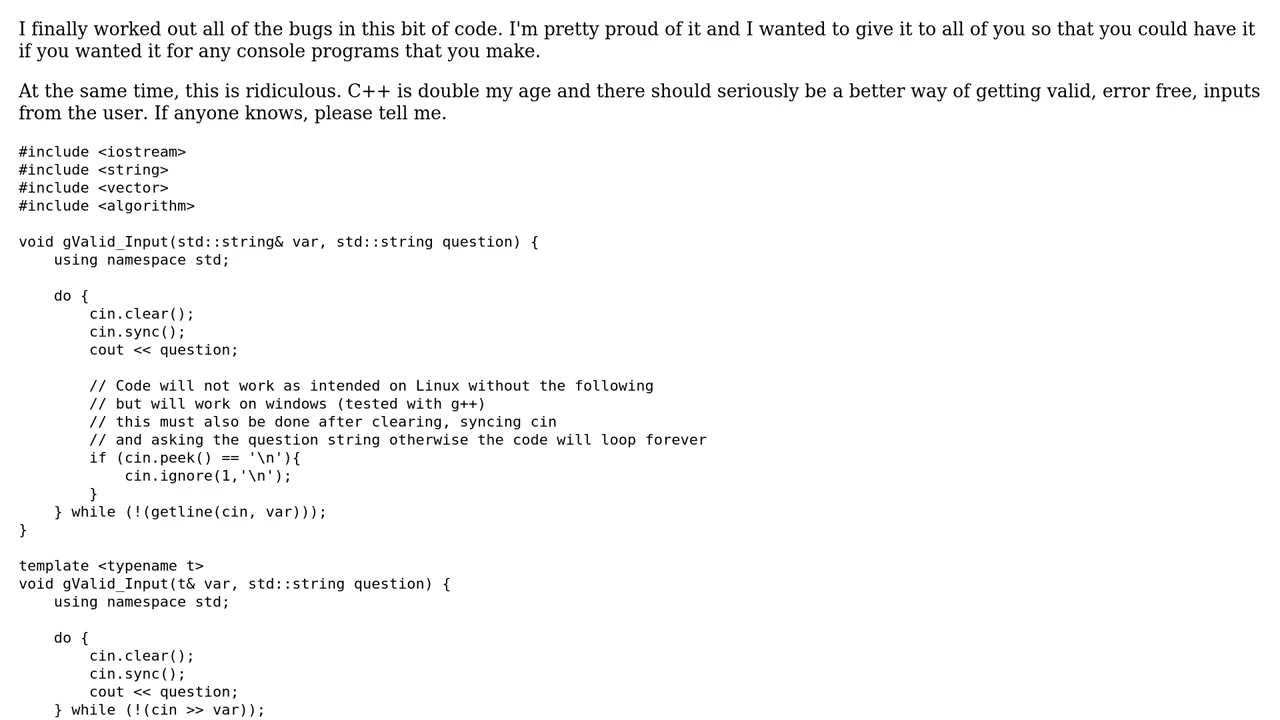 I finally worked out all of the bugs in this bit of code. I'm pretty proud of it and I wanted to give it to all of you so that you could have it
if you wanted it for any console programs that you make.

At the same time, this is ridiculous. C++ is double my age and there should seriously be a better way of getting valid, error free, inputs
from the user. If anyone knows, please tell me.

#include <iostream>
#include <string>
#include <vector>
#include <algorithm>

void gValid_Input(std::string& var, std::string question) {
    using namespace std;

    do {
        cin.clear();
        cin.sync();
        cout << question;

        // Code will not work as intended on Linux without the following
        // but will work on windows (tested with g++)
        // this must also be done after clearing, syncing cin
        // and asking the question string otherwise the code will loop forever
        if (cin.peek() == '\n'){
            cin.ignore(1,'\n');
        }
    } while (!(getline(cin, var)));
}

template <typename t>
void gValid_Input(t& var, std::string question) {
    using namespace std;

    do {
        cin.clear();
        cin.sync();
        cout << question;
    } while (!(cin >> var));